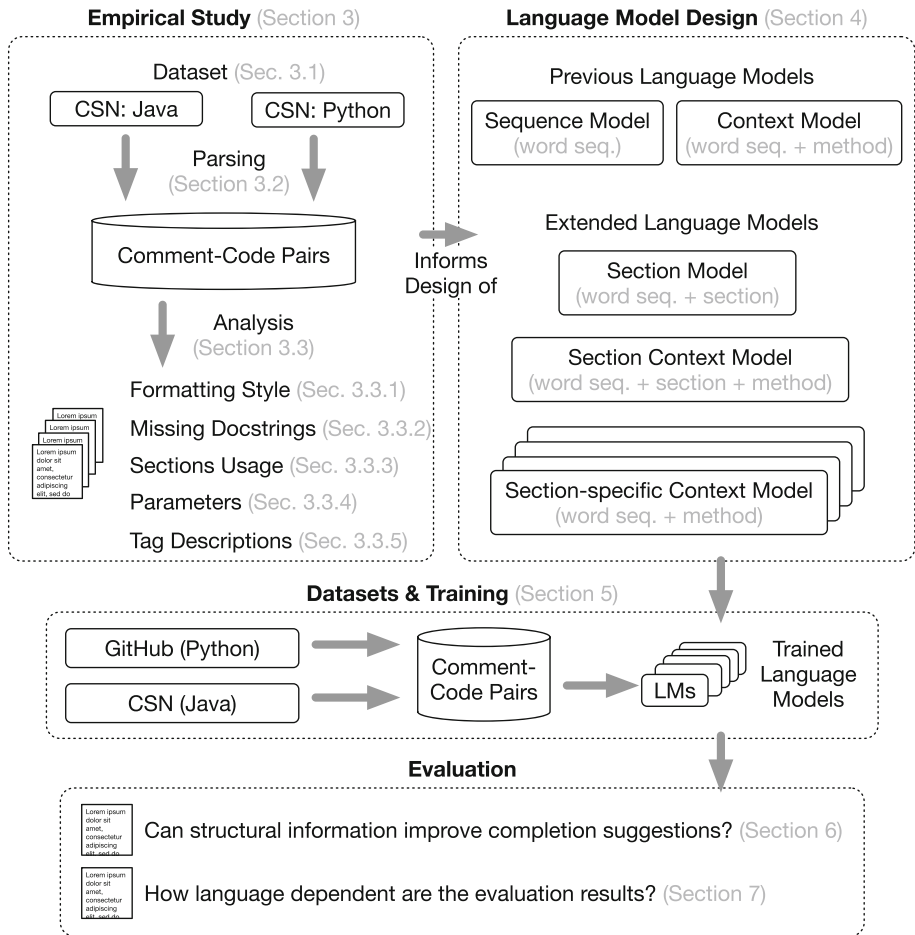 Empirical Study (Section 3)
Dataset (Sec. 3.1)
CSN: Java
CSN: Python
Parsing
(Section 3.2)
Comment-Code Pairs
Analysis
(Section 3.3)
Formatting Style (Sec. 3.3.1)
Missing Docstrings (Sec. 3.3.2)
Sections Usage (Sec. 3.3.3)
Parameters (Sec. 3.3.4)
Tag Descriptions (Sec. 3.3.5)
Lorem ipsum
Lorem ipsum
Lorem ipsum
Lorem ipsum
dolor sit
amet,
consectetur
adipiscing
elit, sed do
Informs
Design of
Language Model Design (Section 4)
Previous Language Models
Sequence Model
(word seq.)
Context Model
(word seq. + method)
Extended Language Models
Section Model
(word seq. + section)
Section Context Model
(word seq. + section + method)
Section-specific Context Model
(word seq. + method)
Datasets & Training (Section 5)
GitHub (Python)
CSN (Java)
Comment-
Code Pairs
LMs
Trained
Language
Models
Evaluation
Lorem ipsum
dolor sit
amet,
consectetur
adipiscing
elit, sed do
Can structural information improve completion suggestions? (Section 6)
Lorem ipsum
dolor sit
amet,
consectetur
adipiscing
elit, sed do
How language dependent are the evaluation results? (Section 7)